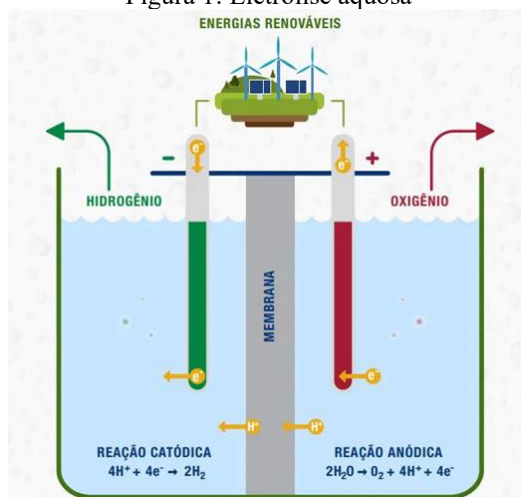 Figura 1: Eletrólise aquosa
ENERGIAS RENOVÁVEIS
e-
e-
-
+
HIDROGÊNIO
OXIGÊNIO
MEMBRANA
e-
e-
H+
H+
REAÇÃO CATÓDICA
4H+ + 4e- → 2H2
REAÇÃO ANÓDICA
2H2O → O2 + 4H+ + 4e-